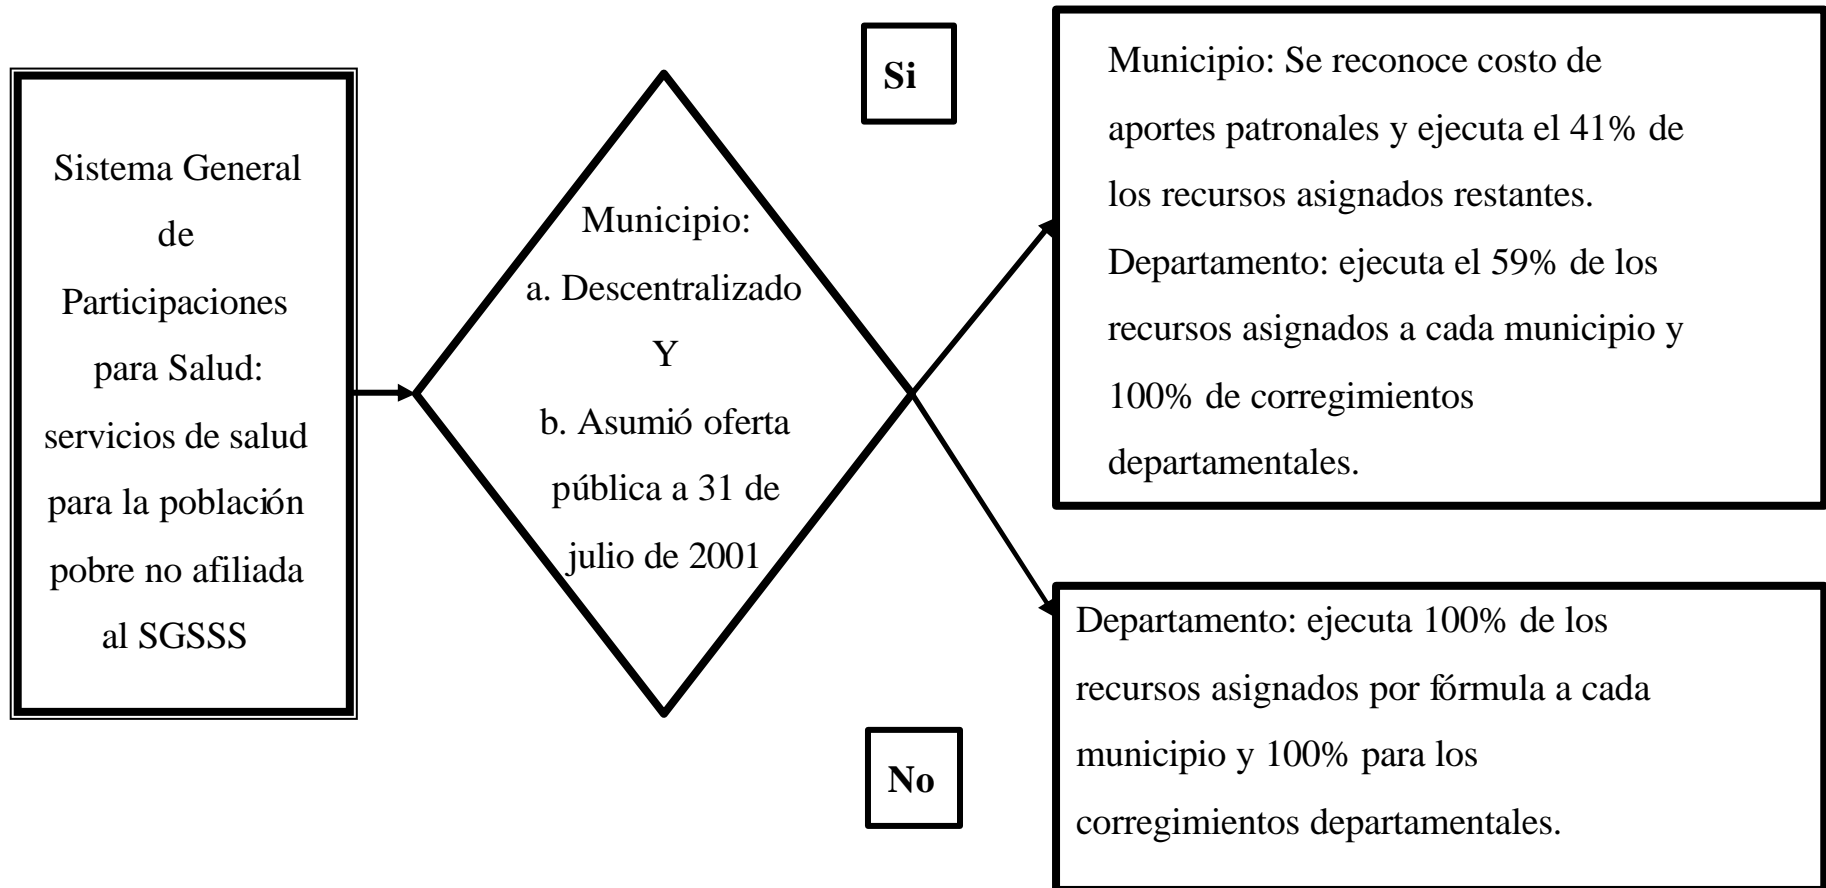 Sistema General
de
Participaciones
para Salud:
servicios de salud
para la población
pobre no afiliada
al SGSSS
Municipio:
a. Descentralizado
Y
b. Asumió oferta
pública a 31 de
julio de 2001
Si
Municipio: Se reconoce costo de
aportes patronales y ejecuta el 41% de
los recursos asignados restantes.
Departamento: ejecuta el 59% de los
recursos asignados a cada municipio y
100% de corregimientos
departamentales.
No
Departamento: ejecuta 100% de los
recursos asignados por fórmula a cada
municipio y 100% para los
corregimientos departamentales.